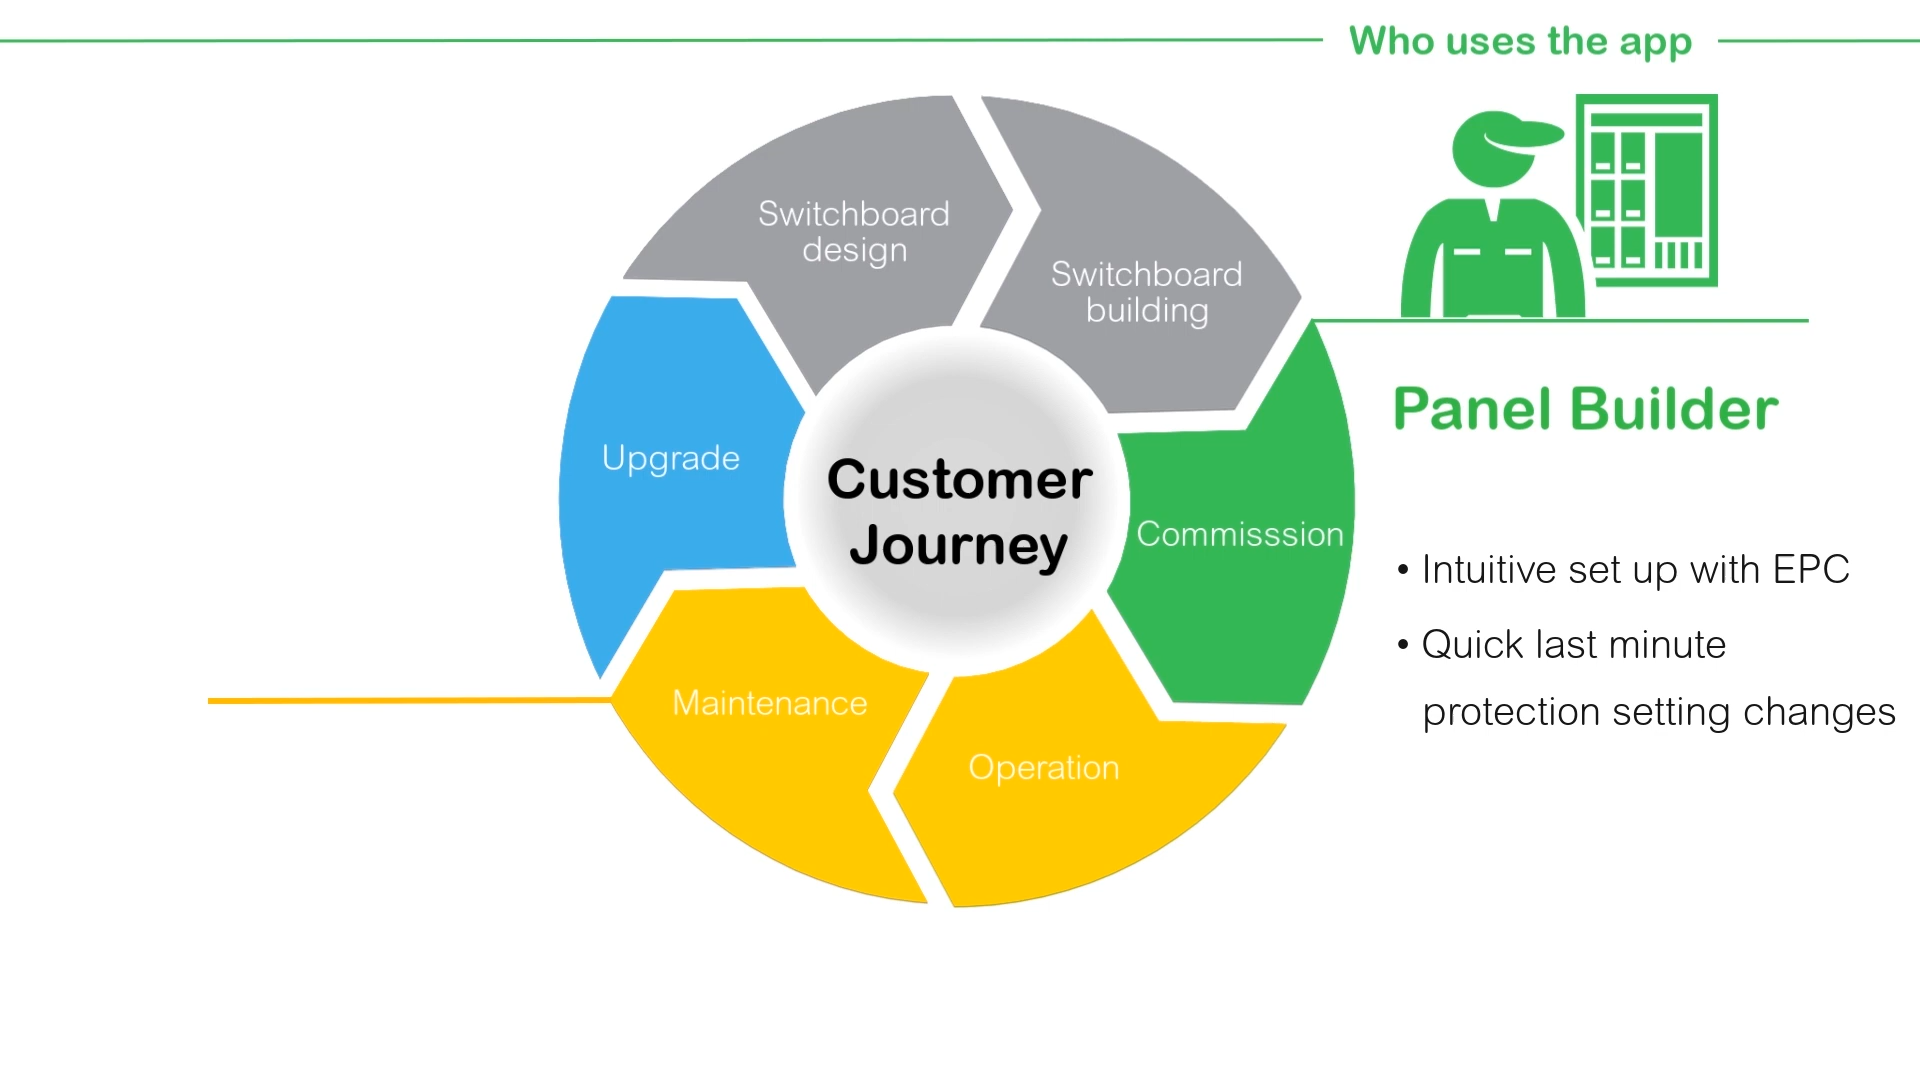 Who uses the app
Switchboard
design
Switchboard
building
Upgrade
Customer
Journey
Commisssion
Maintenance
Operation
Panel Builder
• Intuitive set up with EPC
• Quick last minute
protection setting changes